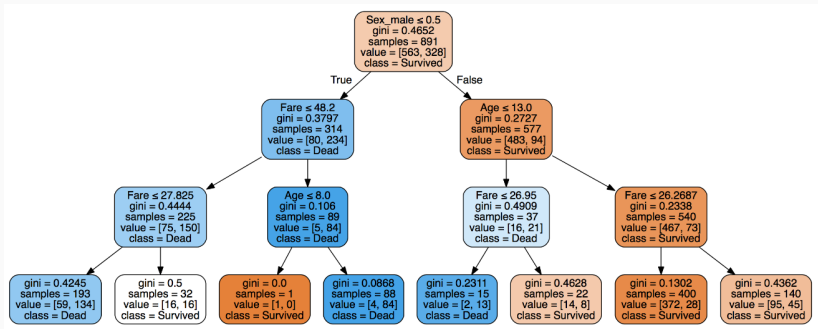 Sex_male ≤ 0.5
gini = 0.4652
samples = 891
value = [563, 328]
class = Survived
True
False
Fare ≤ 48.2
gini = 0.3797
samples = 314
value = [80, 234]
class = Dead
Age ≤ 13.0
gini = 0.2727
samples = 577
value = [483, 94]
class = Survived
Fare ≤ 27.825
gini = 0.4444
samples = 225
value = [75, 150]
class = Dead
Age ≤ 8.0
gini = 0.106
samples = 89
value = [5, 84]
class = Dead
Fare ≤ 26.95
gini = 0.4909
samples = 37
value = [16, 21]
class = Dead
Fare ≤ 26.2687
gini = 0.2338
samples = 540
value = [467, 73]
class = Survived
gini = 0.4245
samples = 193
value = [59, 134]
class = Dead
gini = 0.5
samples = 32
value = [16, 16]
class = Survived
gini = 0.0
samples = 1
value = [1, 0]
class = Survived
gini = 0.0868
samples = 88
value = [4, 84]
class = Dead
gini = 0.2311
samples = 15
value = [2, 13]
class = Dead
gini = 0.4628
samples = 22
value = [14, 8]
class = Survived
gini = 0.1302
samples = 400
value = [372, 28]
class = Survived
gini = 0.4362
samples = 140
value = [95, 45]
class = Survived